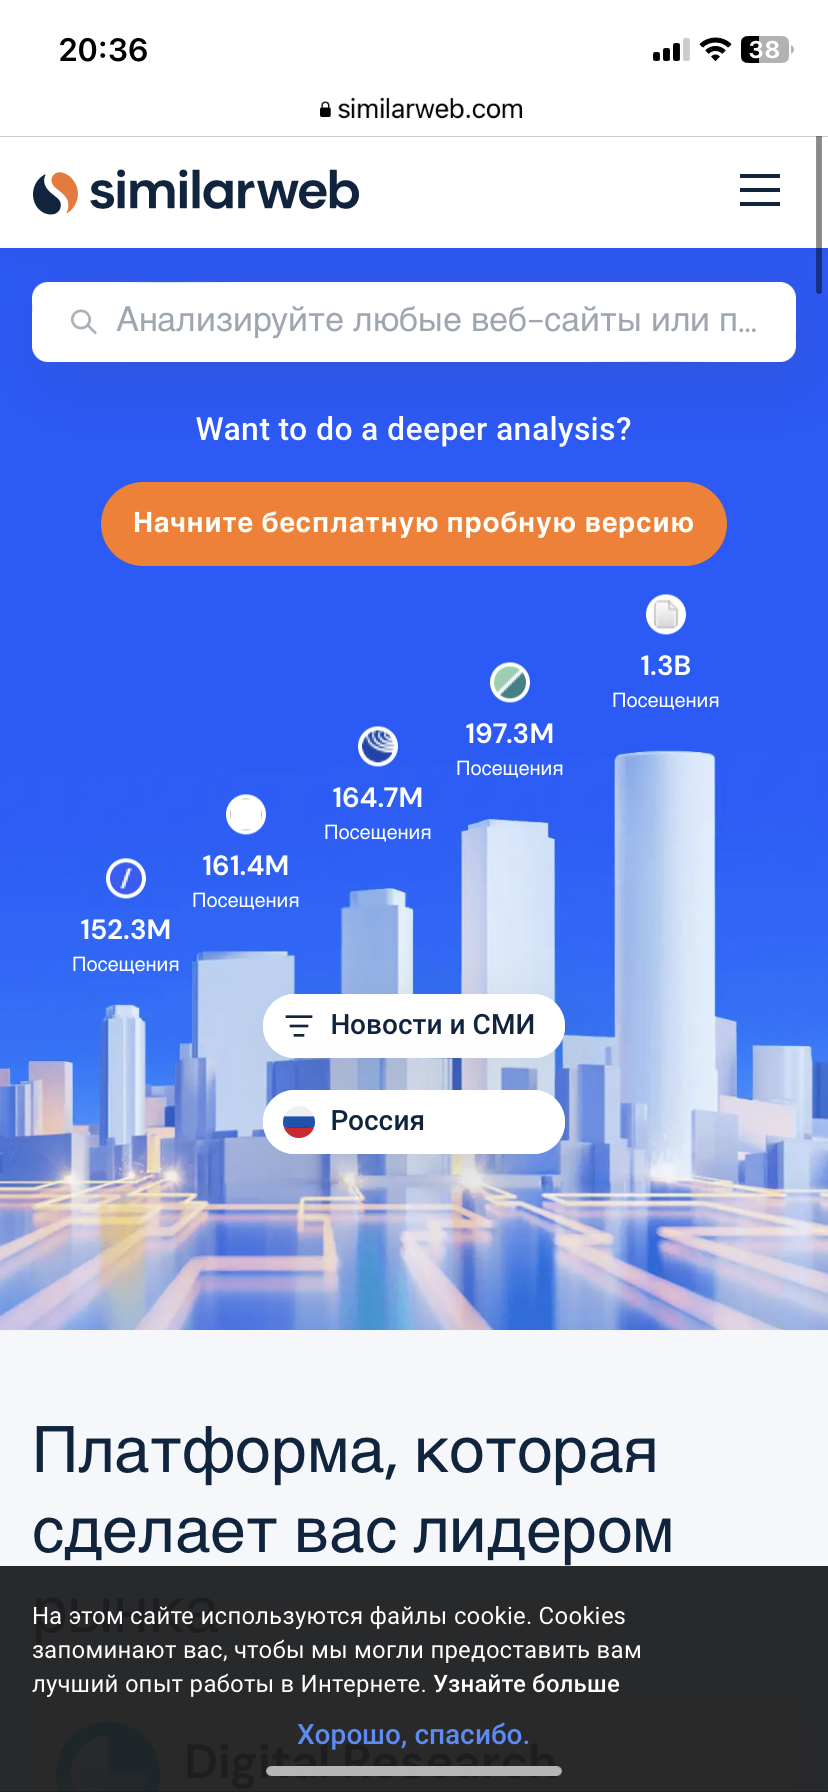 20:36
38
similarweb.com
similarweb
Анализируйте любые веб-сайты или п...
Want to do a deeper analysis?
Начните бесплатную пробную версию
1.3B
Посещения
197.3M
Посещения
164.7M
Посещения
161.4M
Посещения
152.3M
Посещения
Новости и СМИ
Россия
Платформа, которая
сделает вас лидером
рынка
На этом сайте используются файлы cookie. Cookies
запоминают вас, чтобы мы могли предоставить вам
лучший опыт работы в Интернете. Узнайте больше
Хорошо, спасибо.
Digital Research